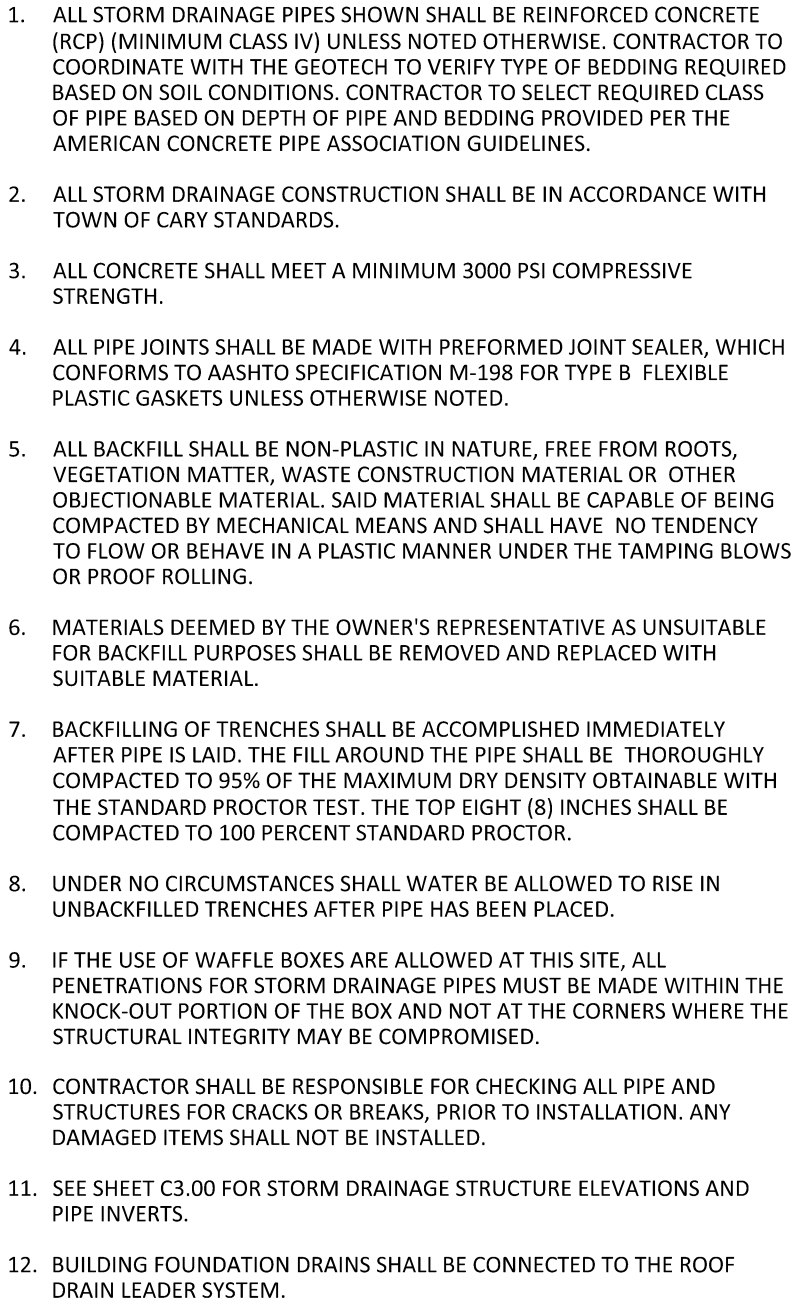 1. ALL STORM DRAINAGE PIPES SHOWN SHALL BE REINFORCED CONCRETE
(RCP) (MINIMUM CLASS IV) UNLESS NOTED OTHERWISE. CONTRACTOR TO
COORDINATE WITH THE GEOTECH TO VERIFY TYPE OF BEDDING REQUIRED
BASED ON SOIL CONDITIONS. CONTRACTOR TO SELECT REQUIRED CLASS
OF PIPE BASED ON DEPTH OF PIPE AND BEDDING PROVIDED PER THE
AMERICAN CONCRETE PIPE ASSOCIATION GUIDELINES.
2. ALL STORM DRAINAGE CONSTRUCTION SHALL BE IN ACCORDANCE WITH
TOWN OF CARY STANDARDS.
3. ALL CONCRETE SHALL MEET A MINIMUM 3000 PSI COMPRESSIVE
STRENGTH.
4. ALL PIPE JOINTS SHALL BE MADE WITH PREFORMED JOINT SEALER, WHICH
CONFORMS TO AASHTO SPECIFICATION M-198 FOR TYPE B FLEXIBLE
PLASTIC GASKETS UNLESS OTHERWISE NOTED.
5. ALL BACKFILL SHALL BE NON-PLASTIC IN NATURE, FREE FROM ROOTS,
VEGETATION MATTER, WASTE CONSTRUCTION MATERIAL OR OTHER
OBJECTIONABLE MATERIAL. SAID MATERIAL SHALL BE CAPABLE OF BEING
COMPACTED BY MECHANICAL MEANS AND SHALL HAVE NO TENDENCY
TO FLOW OR BEHAVE IN A PLASTIC MANNER UNDER THE TAMPING BLOWS
OR PROOF ROLLING.
6. MATERIALS DEEMED BY THE OWNER'S REPRESENTATIVE AS UNSUITABLE
FOR BACKFILL PURPOSES SHALL BE REMOVED AND REPLACED WITH
SUITABLE MATERIAL.
7. BACKFILLING OF TRENCHES SHALL BE ACCOMPLISHED IMMEDIATELY
AFTER PIPE IS LAID. THE FILL AROUND THE PIPE SHALL BE THOROUGHLY
COMPACTED TO 95% OF THE MAXIMUM DRY DENSITY OBTAINABLE WITH
THE STANDARD PROCTOR TEST. THE TOP EIGHT (8) INCHES SHALL BE
COMPACTED TO 100 PERCENT STANDARD PROCTOR.
8. UNDER NO CIRCUMSTANCES SHALL WATER BE ALLOWED TO RISE IN
UNBACKFILLED TRENCHES AFTER PIPE HAS BEEN PLACED.
9. IF THE USE OF WAFFLE BOXES ARE ALLOWED AT THIS SITE, ALL
PENETRATIONS FOR STORM DRAINAGE PIPES MUST BE MADE WITHIN THE
KNOCK-OUT PORTION OF THE BOX AND NOT AT THE CORNERS WHERE THE
STRUCTURAL INTEGRITY MAY BE COMPROMISED.
10. CONTRACTOR SHALL BE RESPONSIBLE FOR CHECKING ALL PIPE AND
STRUCTURES FOR CRACKS OR BREAKS, PRIOR TO INSTALLATION. ANY
DAMAGED ITEMS SHALL NOT BE INSTALLED.
11. SEE SHEET C3.00 FOR STORM DRAINAGE STRUCTURE ELEVATIONS AND
PIPE INVERTS.
12. BUILDING FOUNDATION DRAINS SHALL BE CONNECTED TO THE ROOF
DRAIN LEADER SYSTEM.